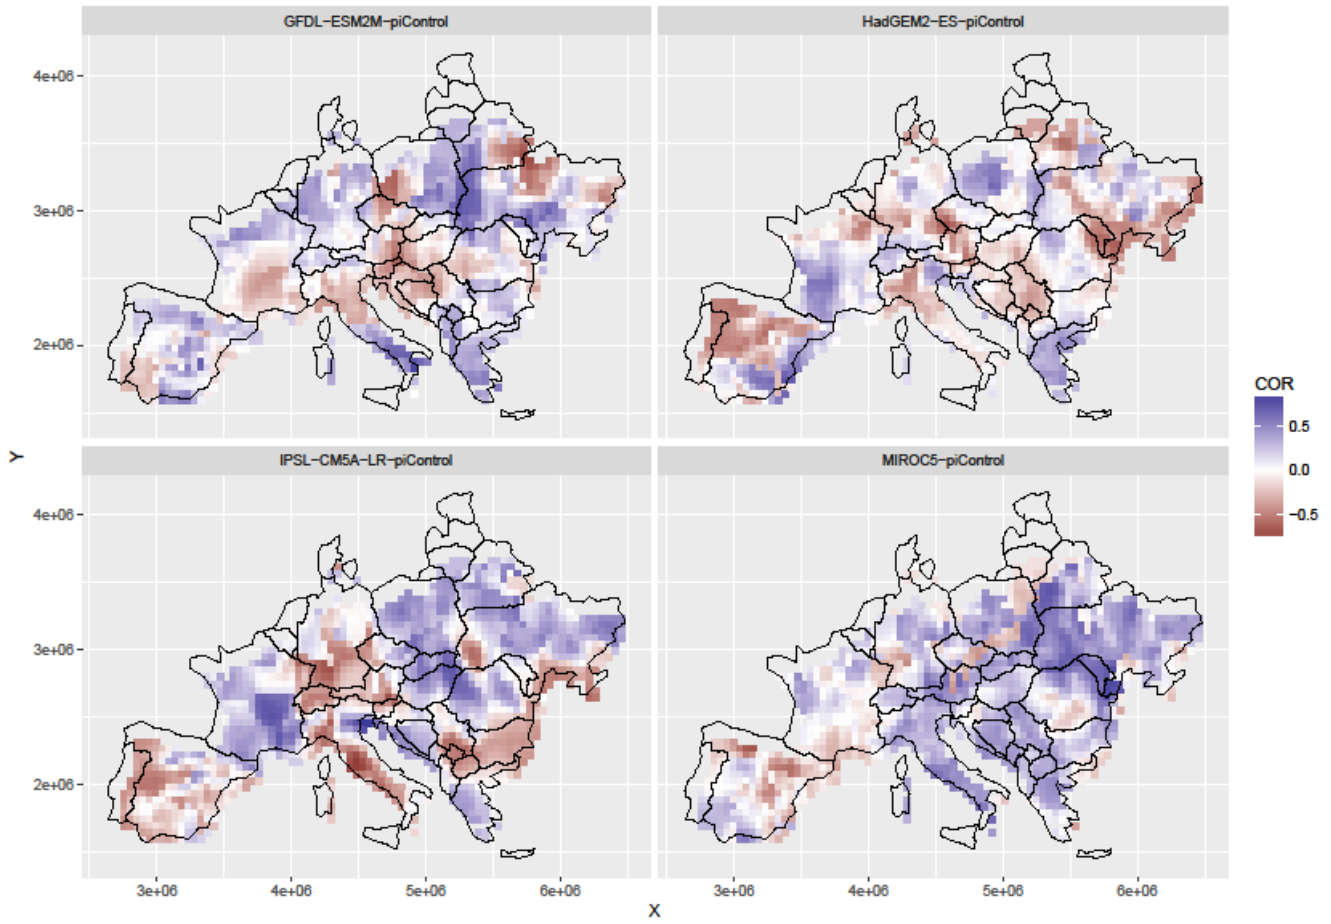 GFDL−ESM2M−piControl
HadGEM2−ES−piControl
4e+06
3e+06
2e+06
COR
0.5
0.0
−0.5
Y
IPSL−CM5A−LR−piControl
MIROC5−piControl
4e+06
3e+06
2e+06
3e+06 4e+06 5e+06 6e+06 3e+06 4e+06 5e+06 6e+06
X